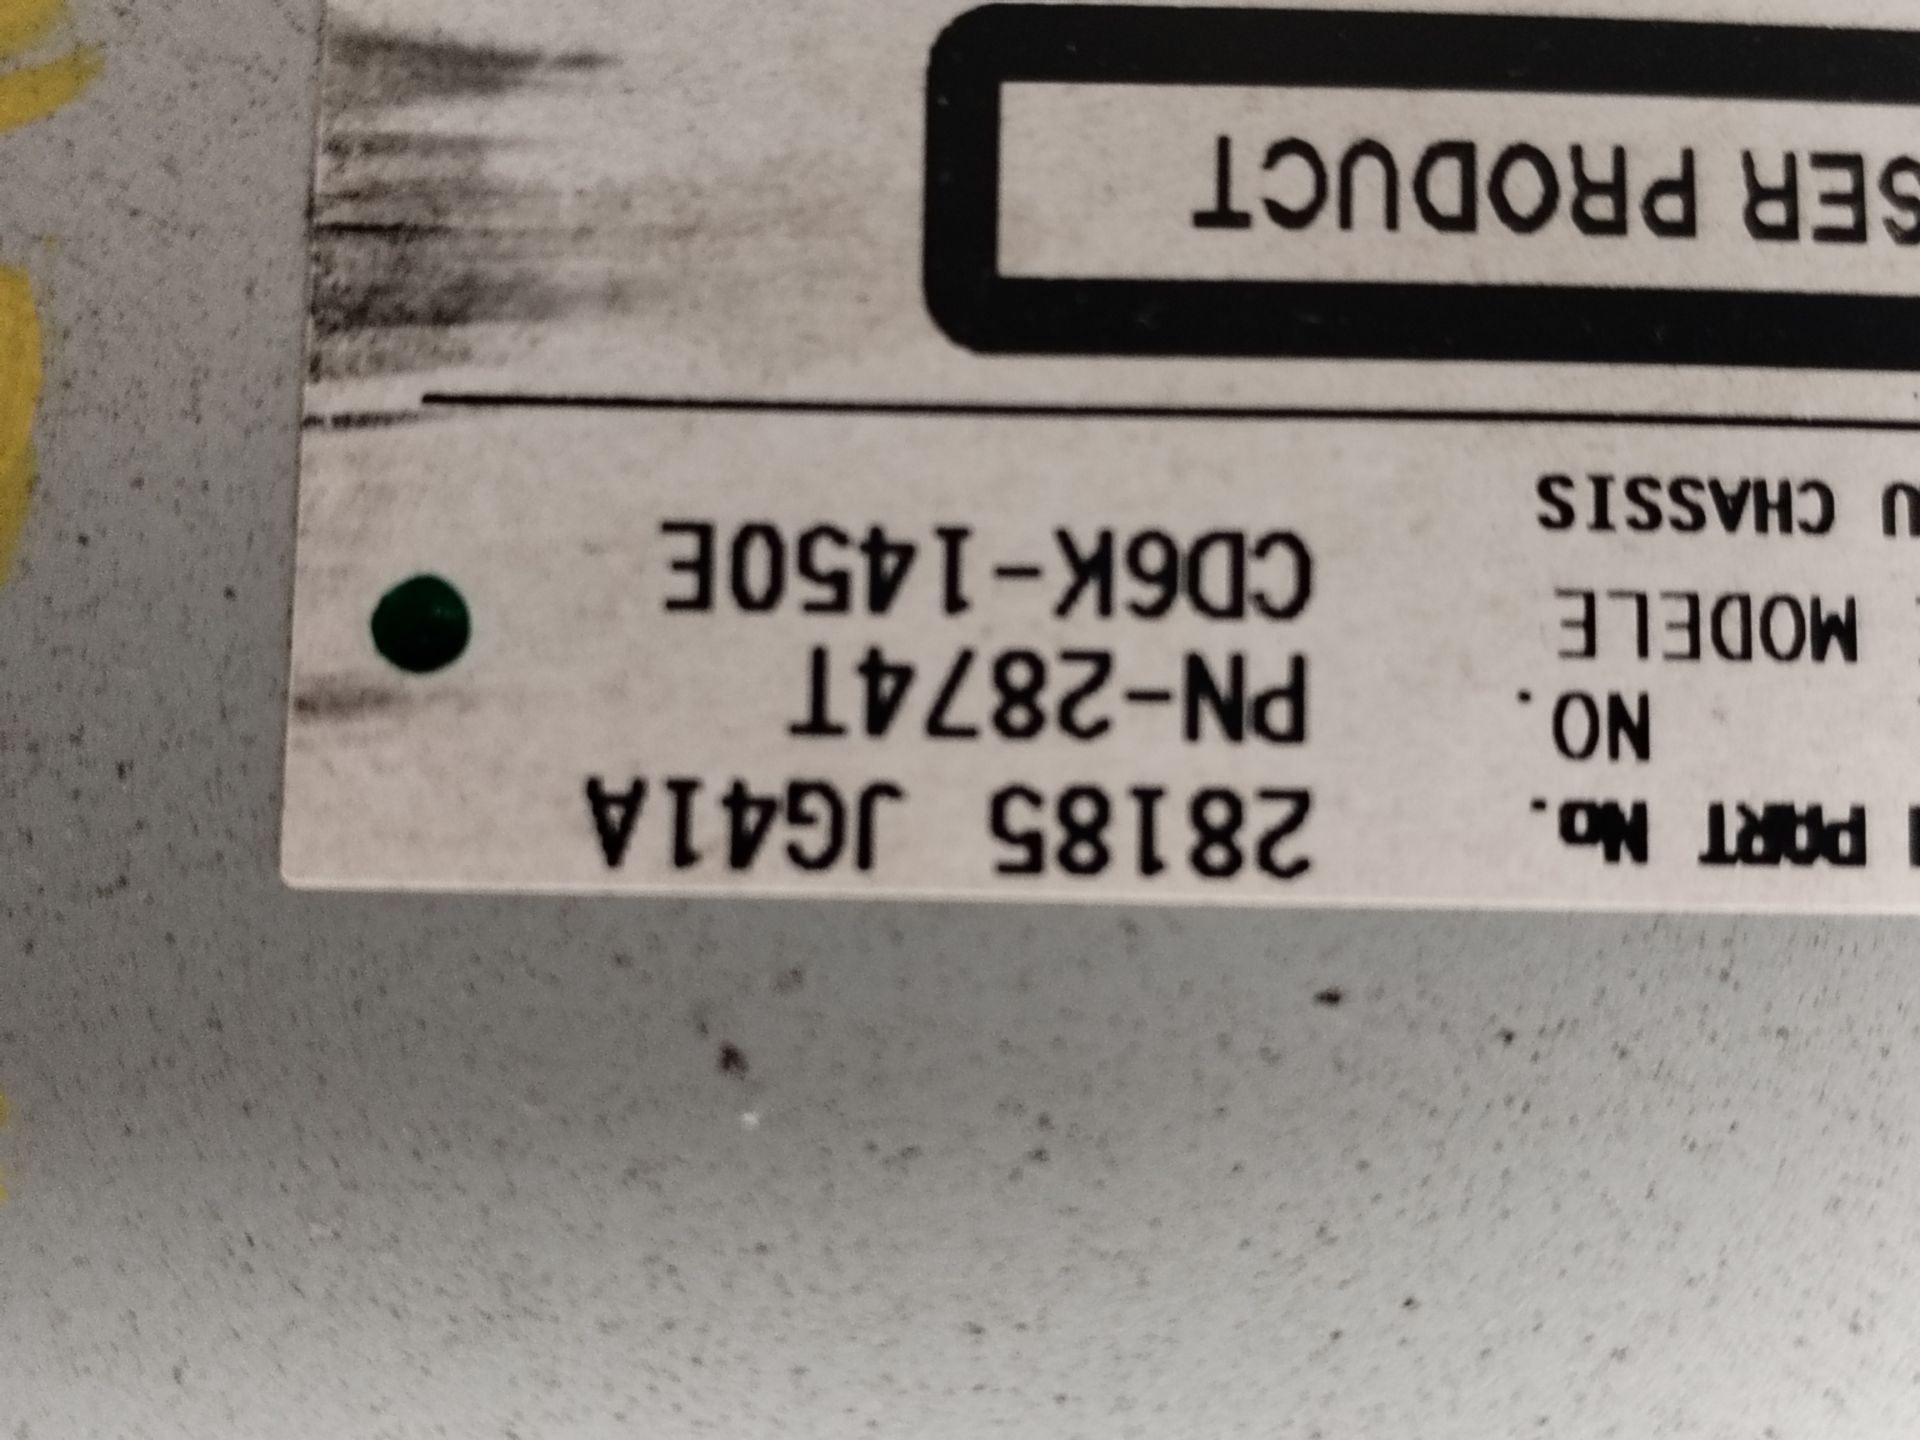 PART No. 28185 JG41A
NO. PN-2874T
MODELE CD6K-1450E
U CHASSIS
SER PRODUCT